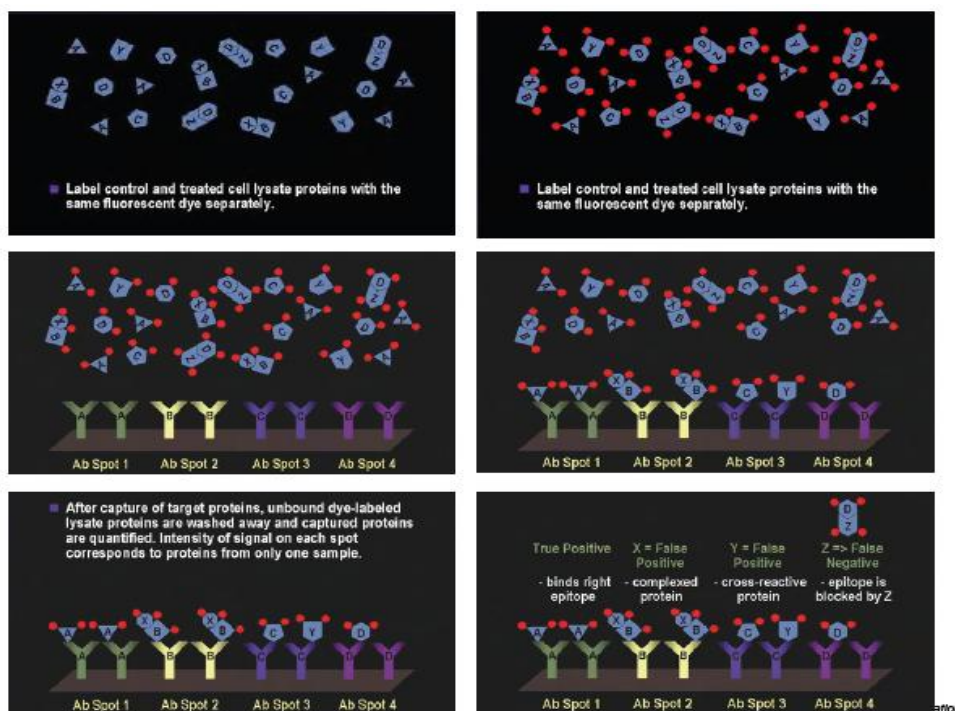 Label control and treated cell lysate proteins with the
same fluorescent dye separately.
Label control and treated cell lysate proteins with the
same fluorescent dye separately.
A A B B C C D D
Ab Spot 1 Ab Spot 2 Ab Spot 3 Ab Spot 4
A A X B X B C Y D
A A B B C C D D
Ab Spot 1 Ab Spot 2 Ab Spot 3 Ab Spot 4
After capture of target proteins, unbound dye-labeled
lysate proteins are washed away and captured proteins
are quantified. Intensity of signal on each spot
corresponds to proteins from only one sample.
A A X B X B C Y D
A A B B C C D D
Ab Spot 1 Ab Spot 2 Ab Spot 3 Ab Spot 4
D
Z
True Positive X = False Y = False Z => False
Positive Positive Negative
- binds right - complexed - cross-reactive - epitope is
epitope protein protein blocked by Z
A A X B X B C Y D
A A B B C C D D
Ab Spot 1 Ab Spot 2 Ab Spot 3 Ab Spot 4